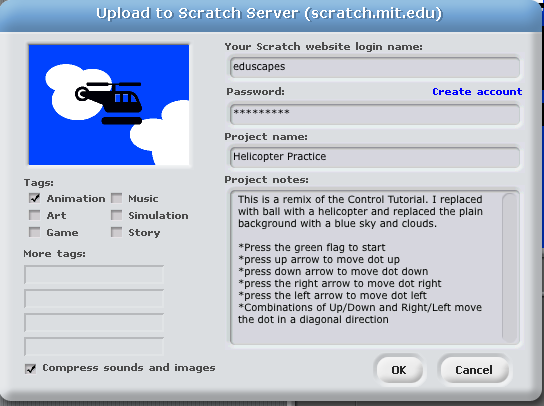 Upload to Scratch Server (scratch.mit.edu)
Your Scratch website login name:
eduscapes
Password:
Create account
*********
Project name:
Helicopter Practice
Project notes:
This is a remix of the Control Tutorial. I replaced
with ball with a helicopter and replaced the plain
background with a blue sky and clouds.
*Press the green flag to start
*press up arrow to move dot up
*press down arrow to move dot down
*press the right arrow to move dot right
*press the left arrow to move dot left
*Combinations of Up/Down and Right/Left move
the dot in a diagonal direction
Tags:
Animation
Music
Art
Simulation
Game
Story
More tags:
Compress sounds and images
OK
Cancel